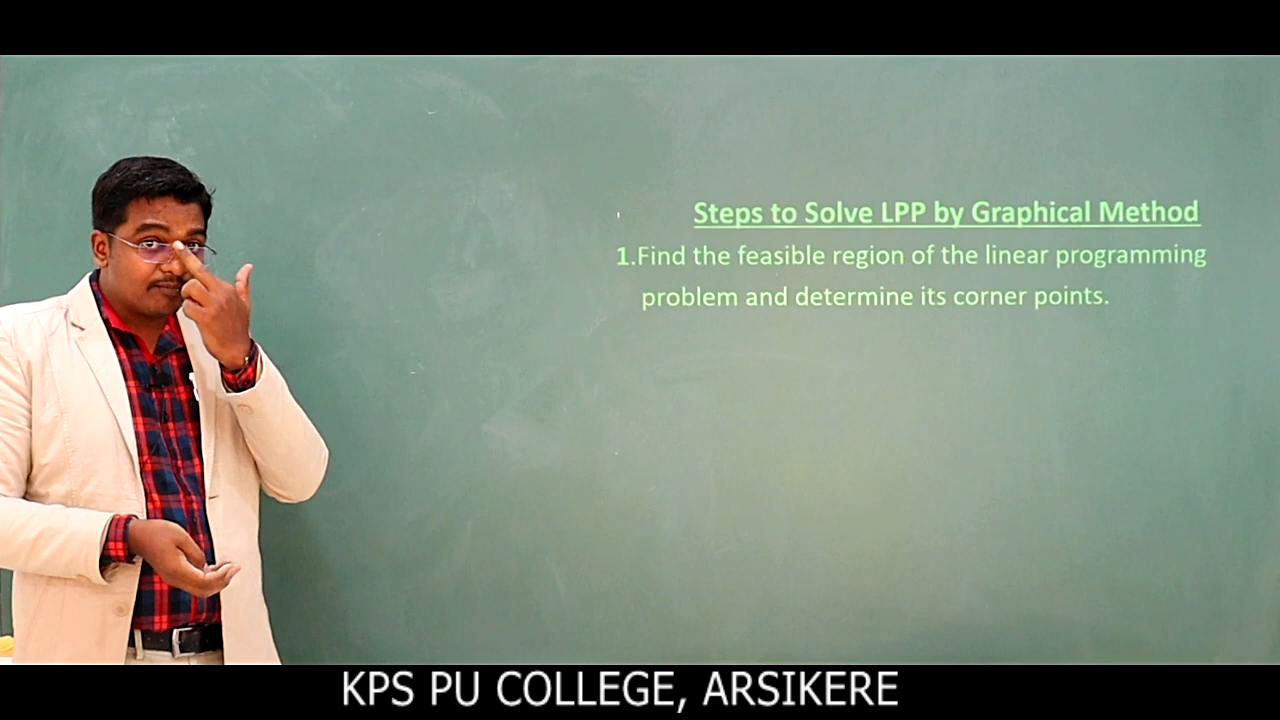 Steps to Solve LPP by Graphical Method
1.Find the feasible region of the linear programming
problem and determine its corner points.
KPS PU COLLEGE, ARSIKERE